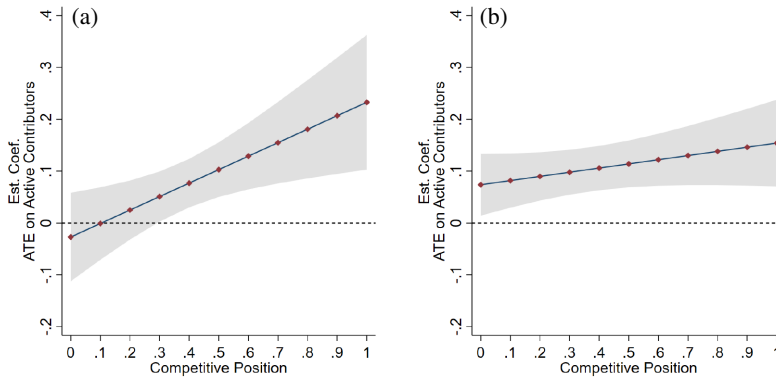 (a)
.4
.3
.2
.1
0
-.1
-.2
Est. Coef.
ATE on Active Contributors
0 .1 .2 .3 .4 .5 .6 .7 .8 .9 1
Competitive Position
(b)
.4
.3
.2
.1
0
-.1
-.2
Est. Coef.
ATE on Active Contributors
0 .1 .2 .3 .4 .5 .6 .7 .8 .9 1
Competitive Position